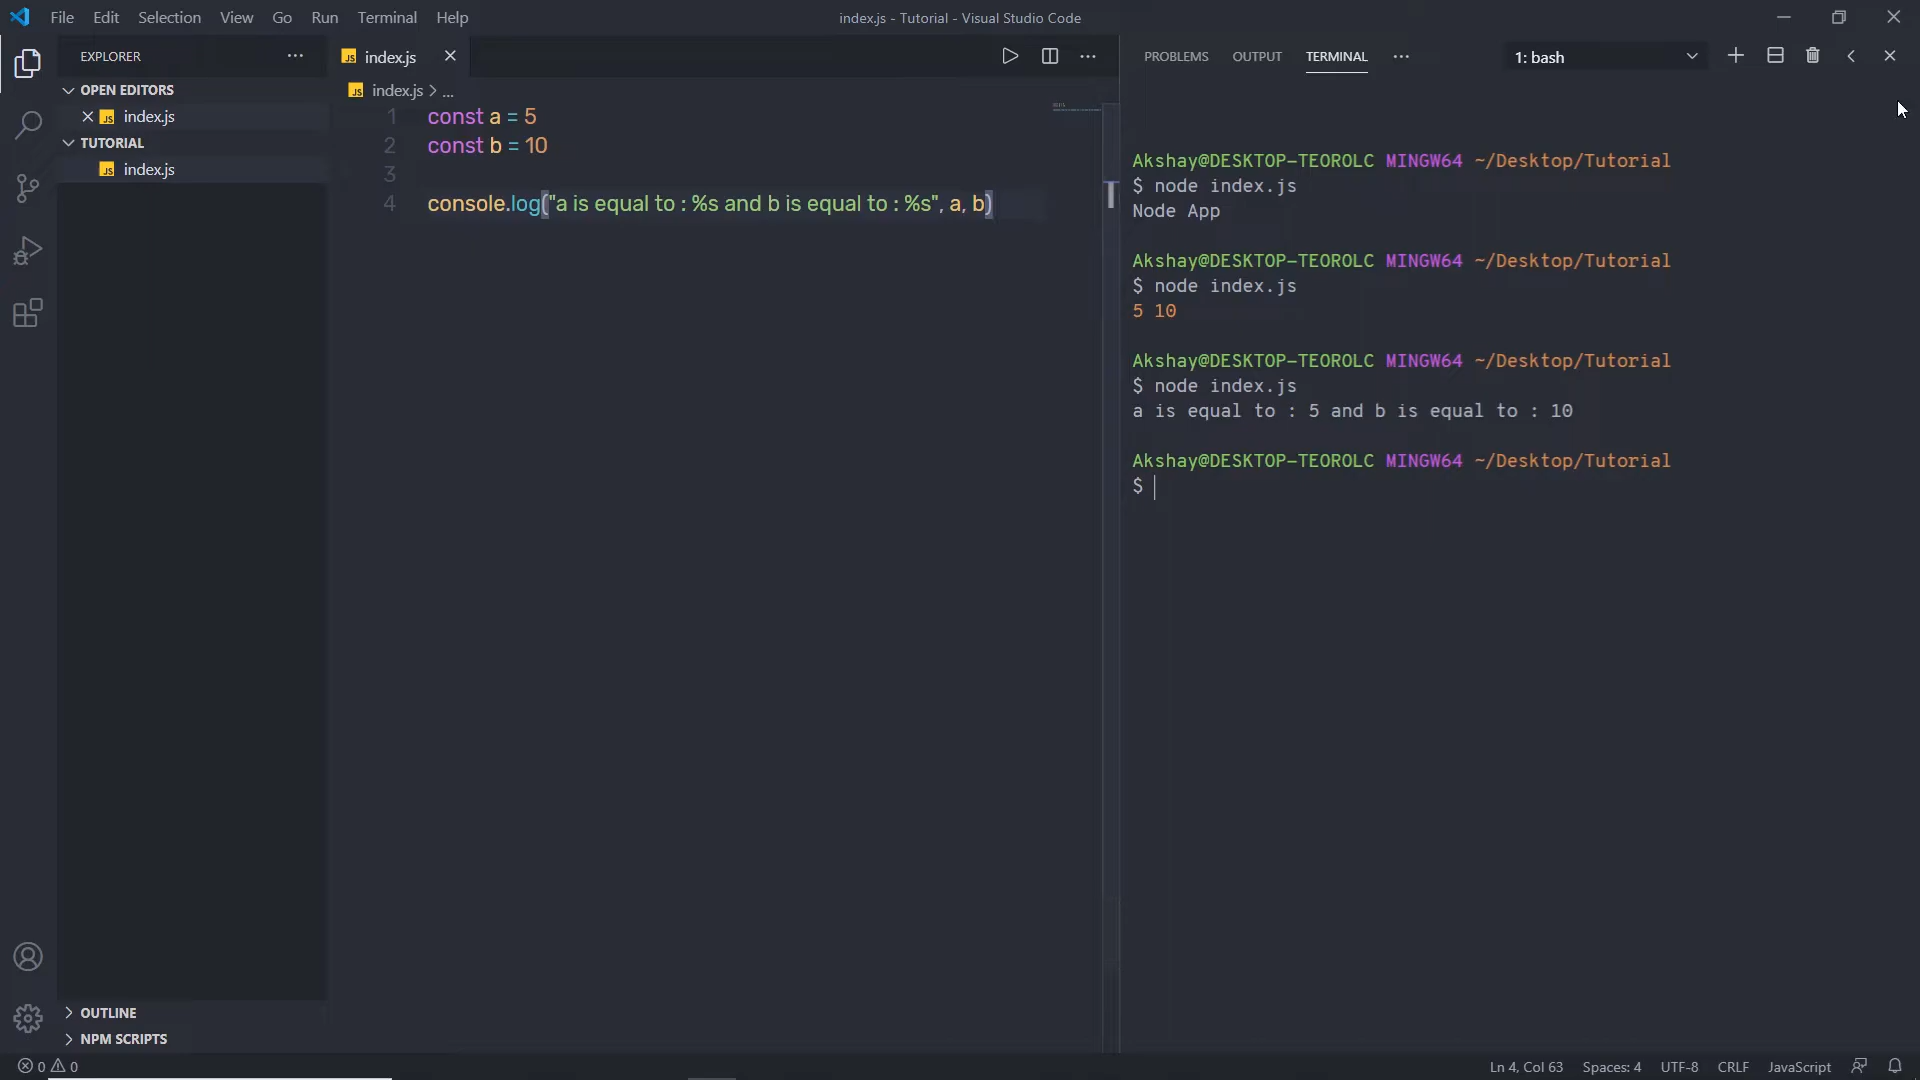 File Edit Selection View Go Run Terminal Help
index.js - Tutorial - Visual Studio Code
EXPLORER
OPEN EDITORS
index.js
TUTORIAL
index.js
OUTLINE
NPM SCRIPTS
index.js
index.js > ...
1 const a = 5
2 const b = 10
3
4 console.log("a is equal to : %s and b is equal to : %s", a, b)
PROBLEMS OUTPUT TERMINAL 1: bash
Akshay@DESKTOP-TEOROLC MINGW64 ~/Desktop/Tutorial
$ node index.js
Node App
Akshay@DESKTOP-TEOROLC MINGW64 ~/Desktop/Tutorial
$ node index.js
5 10
Akshay@DESKTOP-TEOROLC MINGW64 ~/Desktop/Tutorial
$ node index.js
a is equal to : 5 and b is equal to : 10
Akshay@DESKTOP-TEOROLC MINGW64 ~/Desktop/Tutorial
$
0 0
Ln 4, Col 63 Spaces: 4 UTF-8 CRLF JavaScript